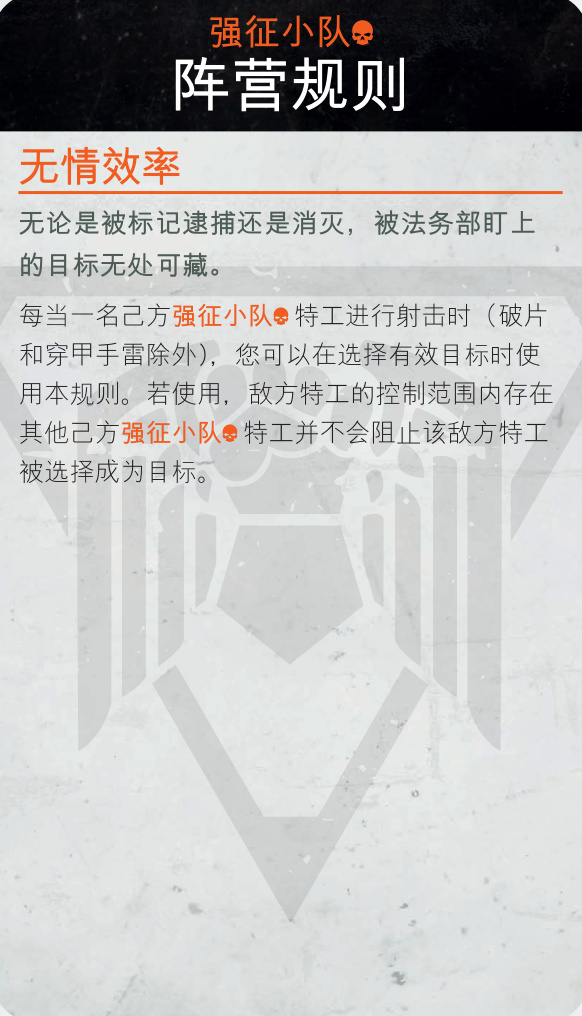 强征小队
阵营规则
无情效率
无论是被标记逮捕还是消灭，被法务部盯上
的目标无处可藏。
每当一名己方强征小队特工进行射击时（破片
和穿甲手雷除外），您可以在选择有效目标时使
用本规则。若使用，敌方特工的控制范围内存在
其他己方强征小队特工并不会阻止该敌方特工
被选择成为目标。